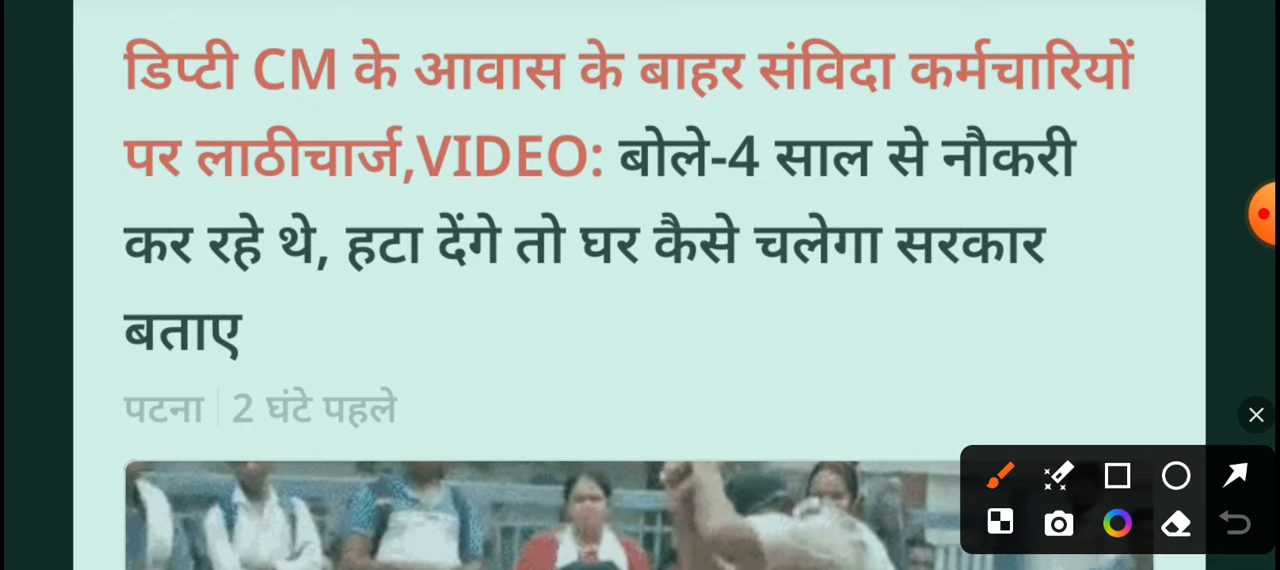 डिप्टी CM के आवास के बाहर संविदा कर्मचारियों
पर लाठीचार्ज,VIDEO: बोले-4 साल से नौकरी
कर रहे थे, हटा देंगे तो घर कैसे चलेगा सरकार
बताए
पटना | 2 घंटे पहले